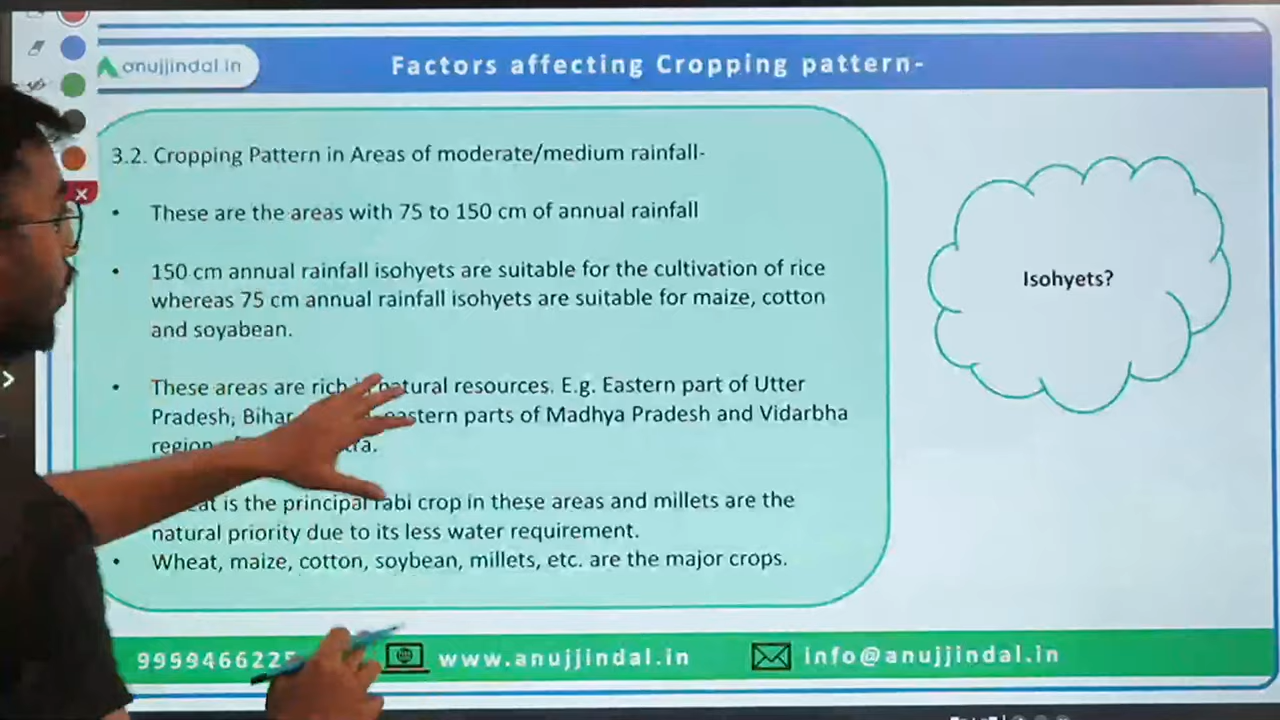 anujjindal.in
Factors affecting Cropping pattern-
3.2. Cropping Pattern in Areas of moderate/medium rainfall-
• These are the areas with 75 to 150 cm of annual rainfall
• 150 cm annual rainfall isohyets are suitable for the cultivation of rice
whereas 75 cm annual rainfall isohyets are suitable for maize, cotton
and soyabean.
• These areas are rich natural resources. E.g. Eastern part of Utter
Pradesh, Bihar eastern parts of Madhya Pradesh and Vidarbha
region
is the principal rabi crop in these areas and millets are the
natural priority due to its less water requirement.
• Wheat, maize, cotton, soybean, millets, etc. are the major crops.
Isohyets?
www.anujjindal.in
info@anujjindal.in